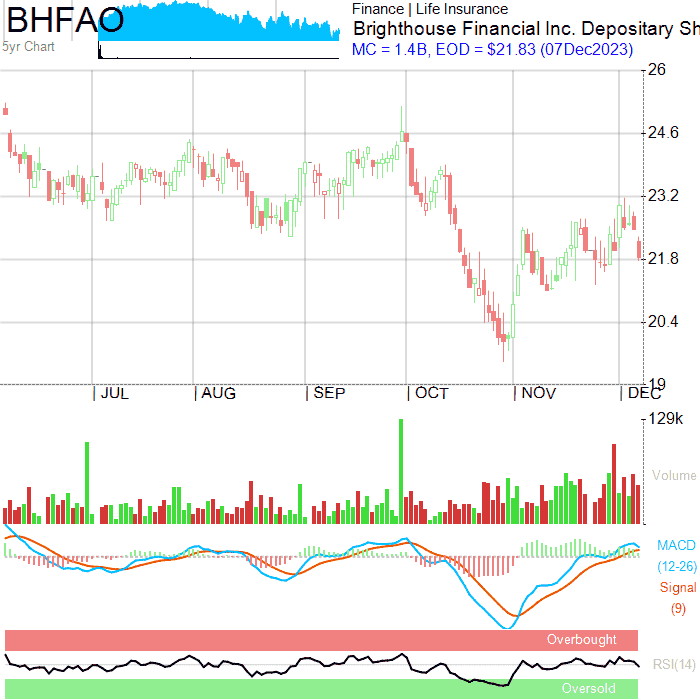 BHFAO
5yr Chart
Finance | Life Insurance
Brighthouse Financial Inc. Depositary Sh
MC = 1.4B, EOD = $21.83 (07Dec2023)
26
24.6
23.2
21.8
20.4
19
JUL AUG SEP OCT NOV DEC
129k
Volume
MACD
(12-26)
Signal
(9)
Overbought
RSI(14)
Oversold